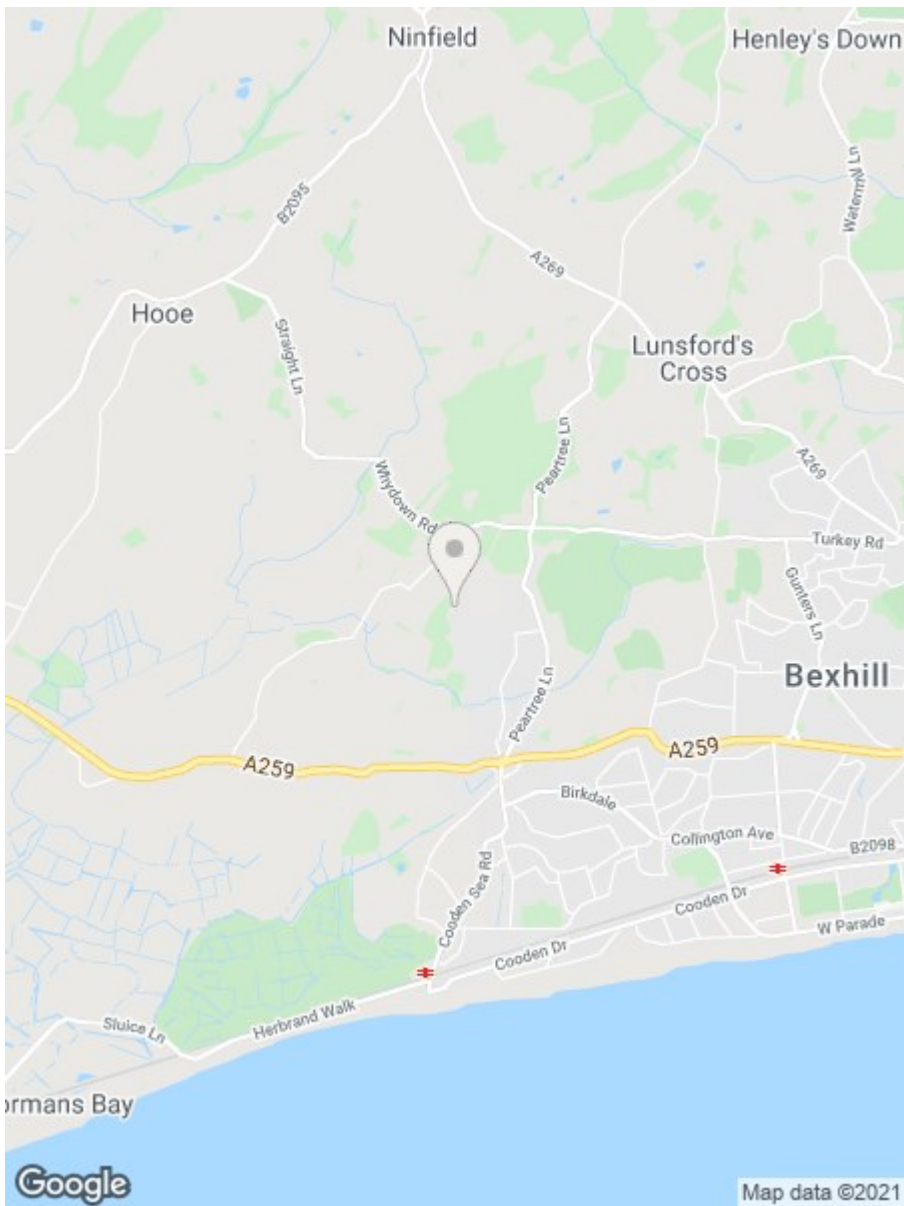 Ninfield
Henley's Down
B2095
Watermill Ln
A269
Hooe
Straight Ln
Lunsford's
Cross
Peartree Ln
A269
Whydown Rd
Turkey Rd
Gunters Ln
Bexhill
Peartree Ln
A259
A259
Birkdale
Collington Ave
B2098
Cooden Sea Rd
Cooden Dr
W Parade
Cooden Dr
Herbrand Walk
Sluice Ln
ormans Bay
Google
Map data ©2021